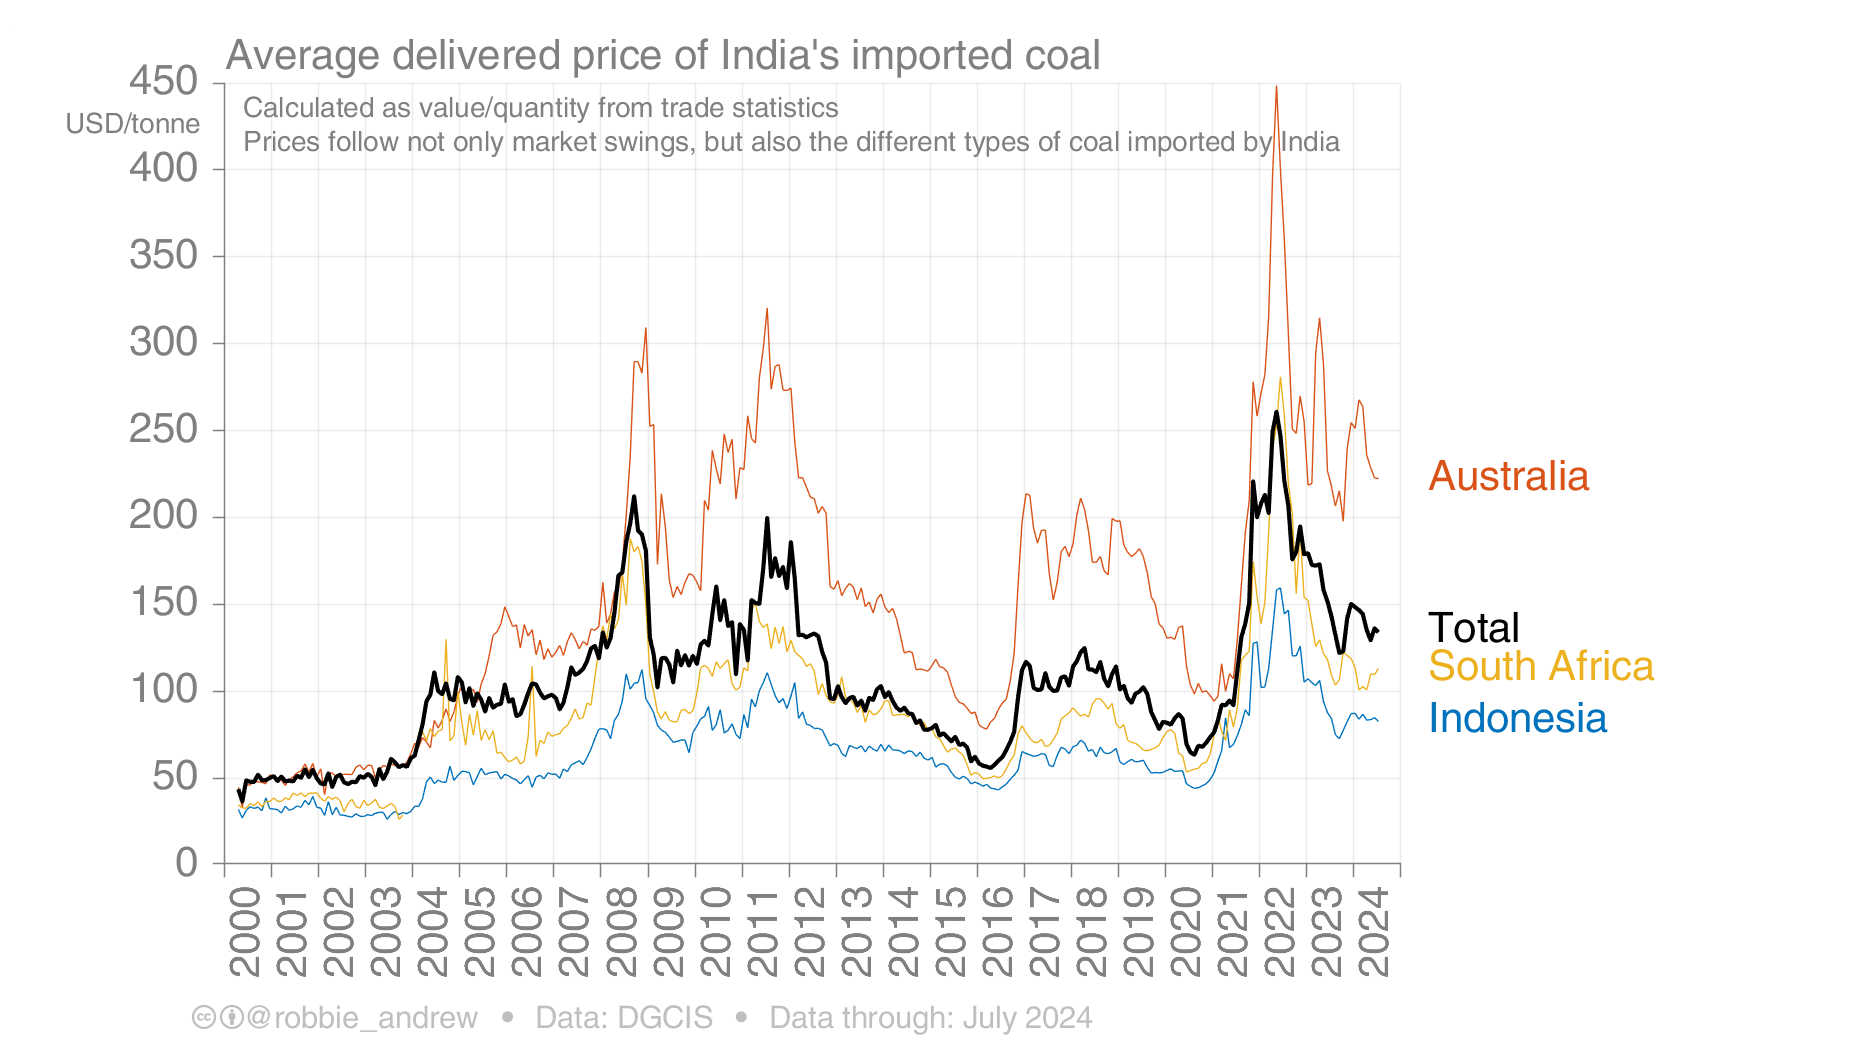 Average delivered price of India's imported coal
450
USD/tonne
Calculated as value/quantity from trade statistics
Prices follow not only market swings, but also the different types of coal imported by India
400
350
300
250
200
150
100
50
0
Australia
Total
South Africa
Indonesia
2000 2001 2002 2003 2004 2005 2006 2007 2008 2009 2010 2011 2012 2013 2014 2015 2016 2017 2018 2019 2020 2021 2022 2023 2024
cc @robbie_andrew • Data: DGCIS • Data through: July 2024